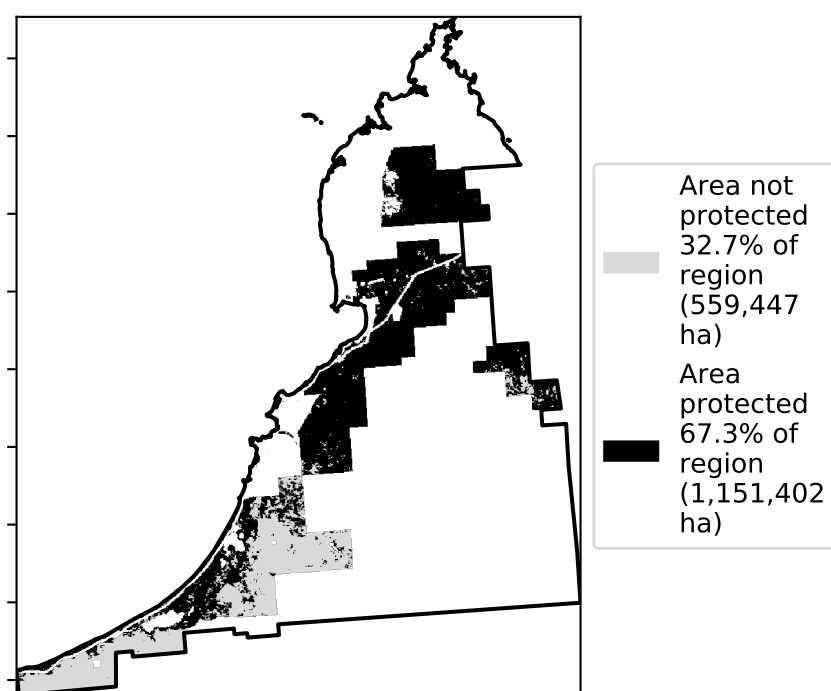 Area not
protected
32.7% of
region
(559,447
ha)
Area
protected
67.3% of
region
(1,151,402
ha)